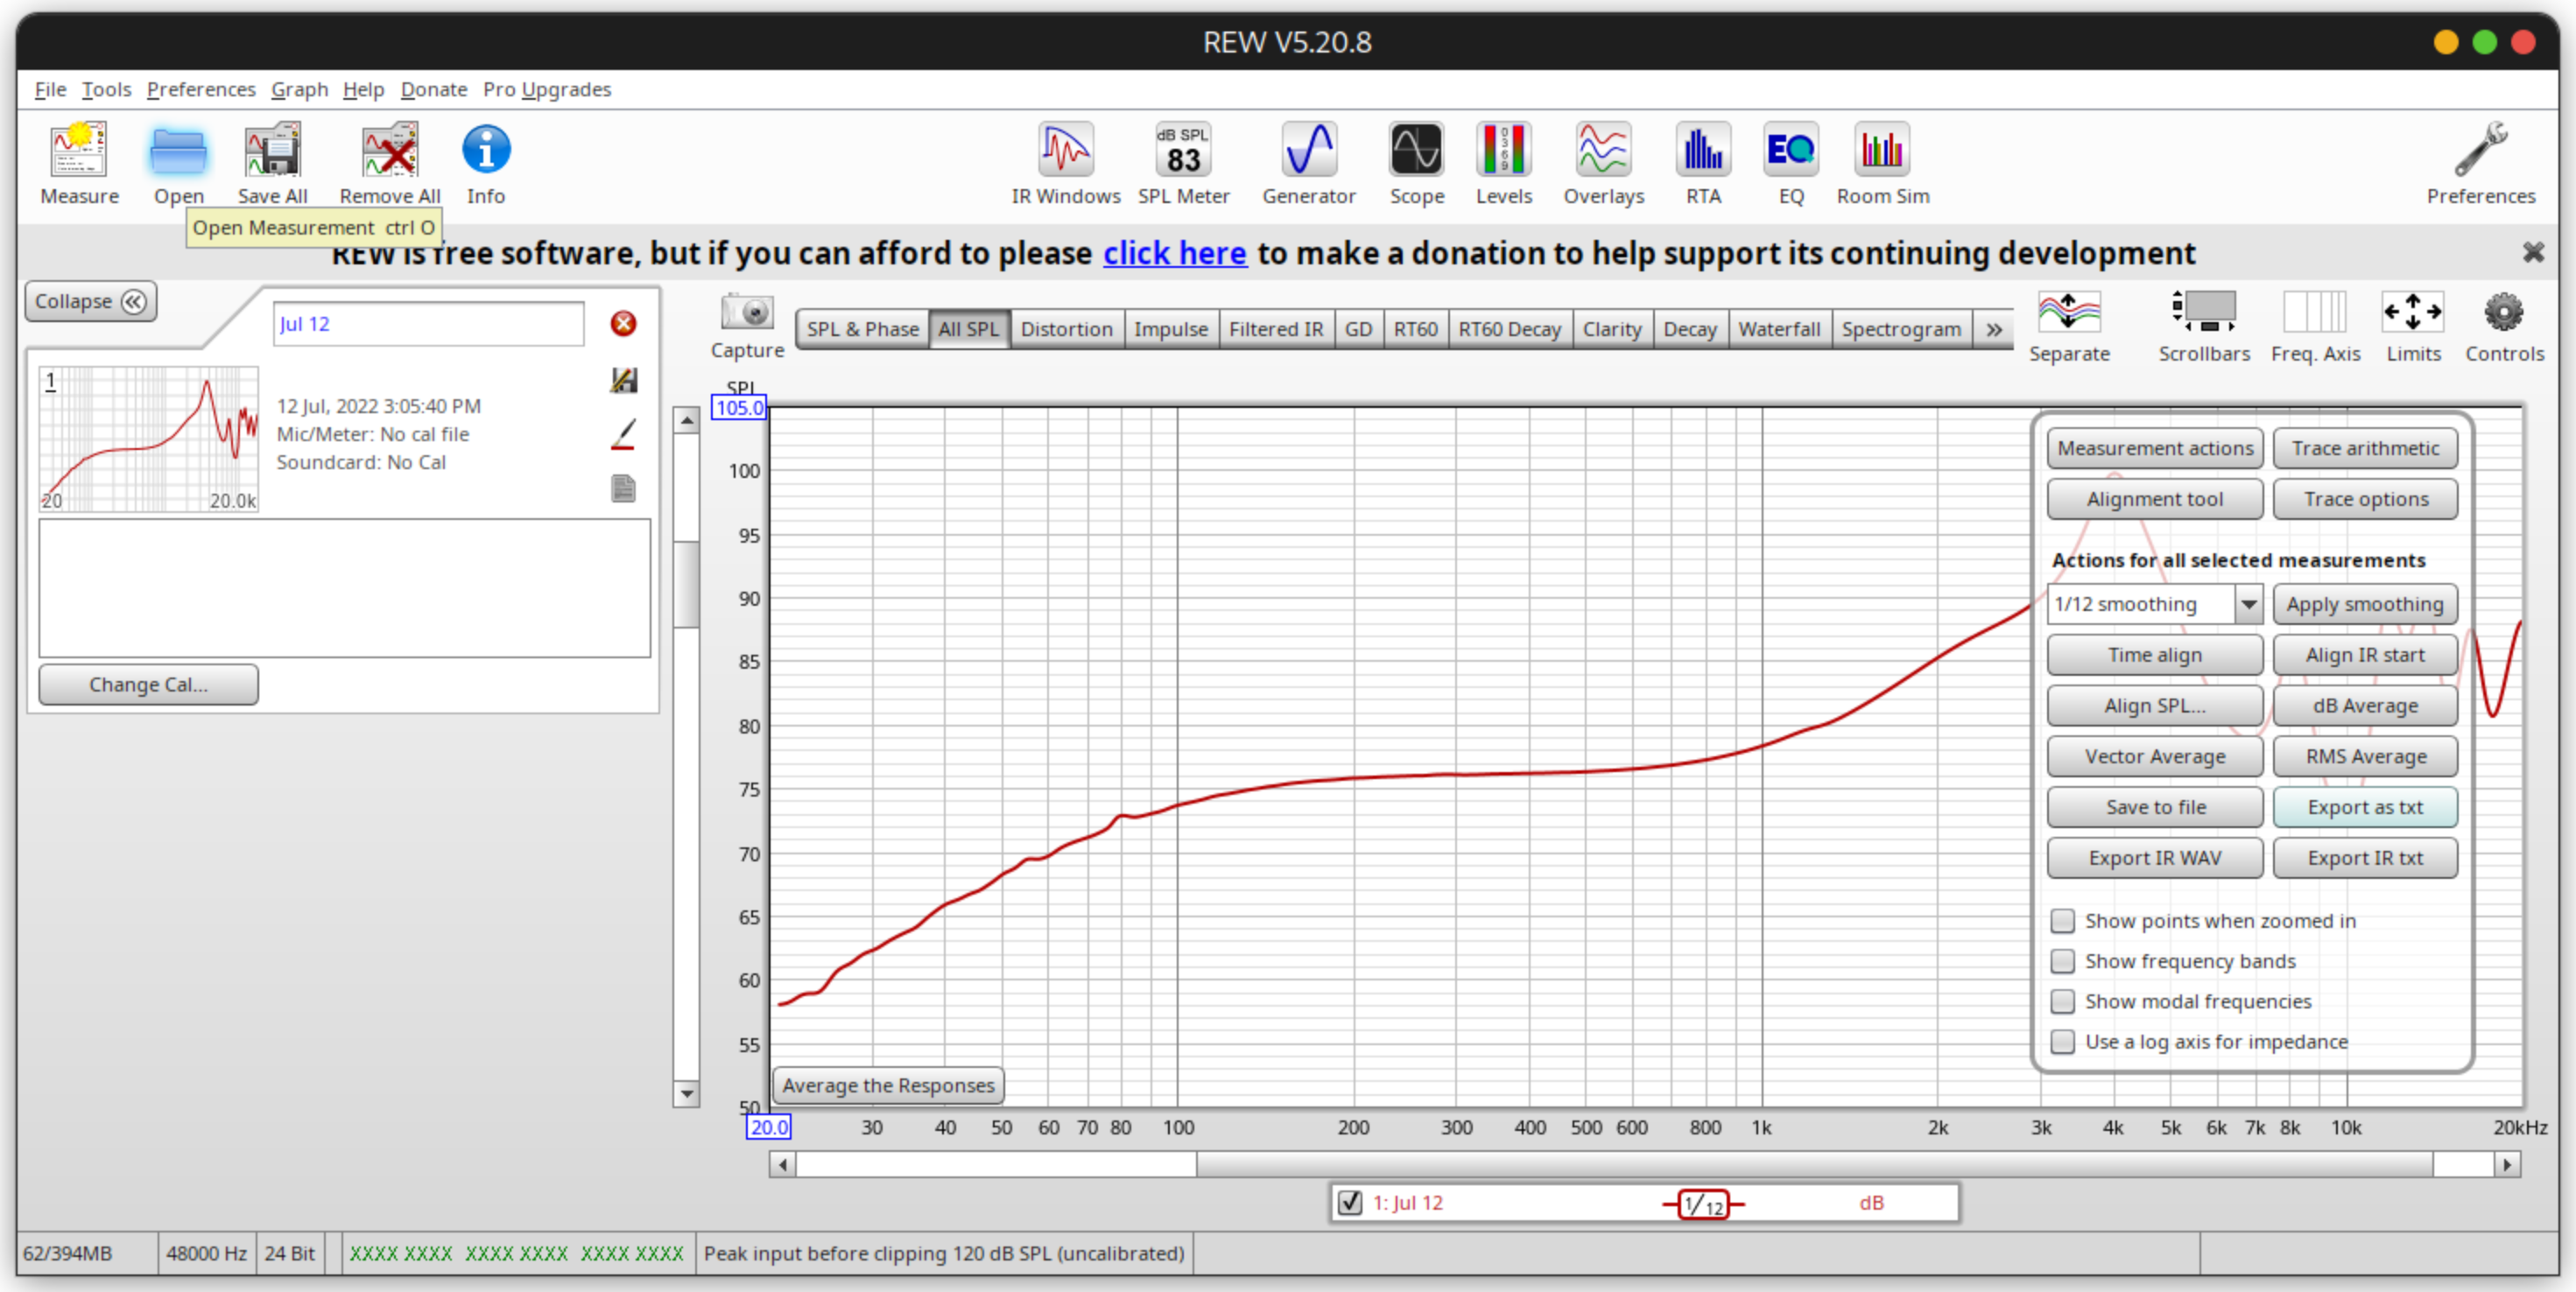 REW V5.20.8
File Tools Preferences Graph Help Donate Pro Upgrades
dB SPL
83
0
3
6
9
EQ
Measure Open Save All Remove All Info IR Windows SPL Meter Generator Scope Levels Overlays RTA EQ Room Sim Preferences
Open Measurement ctrl O
REW is free software, but if you can afford to please click here to make a donation to help support its continuing development
Collapse
Jul 12
1
20 20.0k
12 Jul, 2022 3:05:40 PM
Mic/Meter: No cal file
Soundcard: No Cal
Change Cal...
Capture
SPL & Phase All SPL Distortion Impulse Filtered IR GD RT60 RT60 Decay Clarity Decay Waterfall Spectrogram »
Separate Scrollbars Freq. Axis Limits Controls
SPL
105.0
100
95
90
85
80
75
70
65
60
55
50
Measurement actions Trace arithmetic
Alignment tool Trace options
Actions for all selected measurements
1/12 smoothing Apply smoothing
Time align Align IR start
Align SPL... dB Average
Vector Average RMS Average
Save to file Export as txt
Export IR WAV Export IR txt
Show points when zoomed in
Show frequency bands
Show modal frequencies
Use a log axis for impedance
Average the Responses
20.0 30 40 50 60 70 80 100 200 300 400 500 600 800 1k 2k 3k 4k 5k 6k 7k 8k 10k 20kHz
1: Jul 12 1/12 dB
62/394MB 48000 Hz 24 Bit XXXX XXXX XXXX XXXX XXXX XXXX Peak input before clipping 120 dB SPL (uncalibrated)